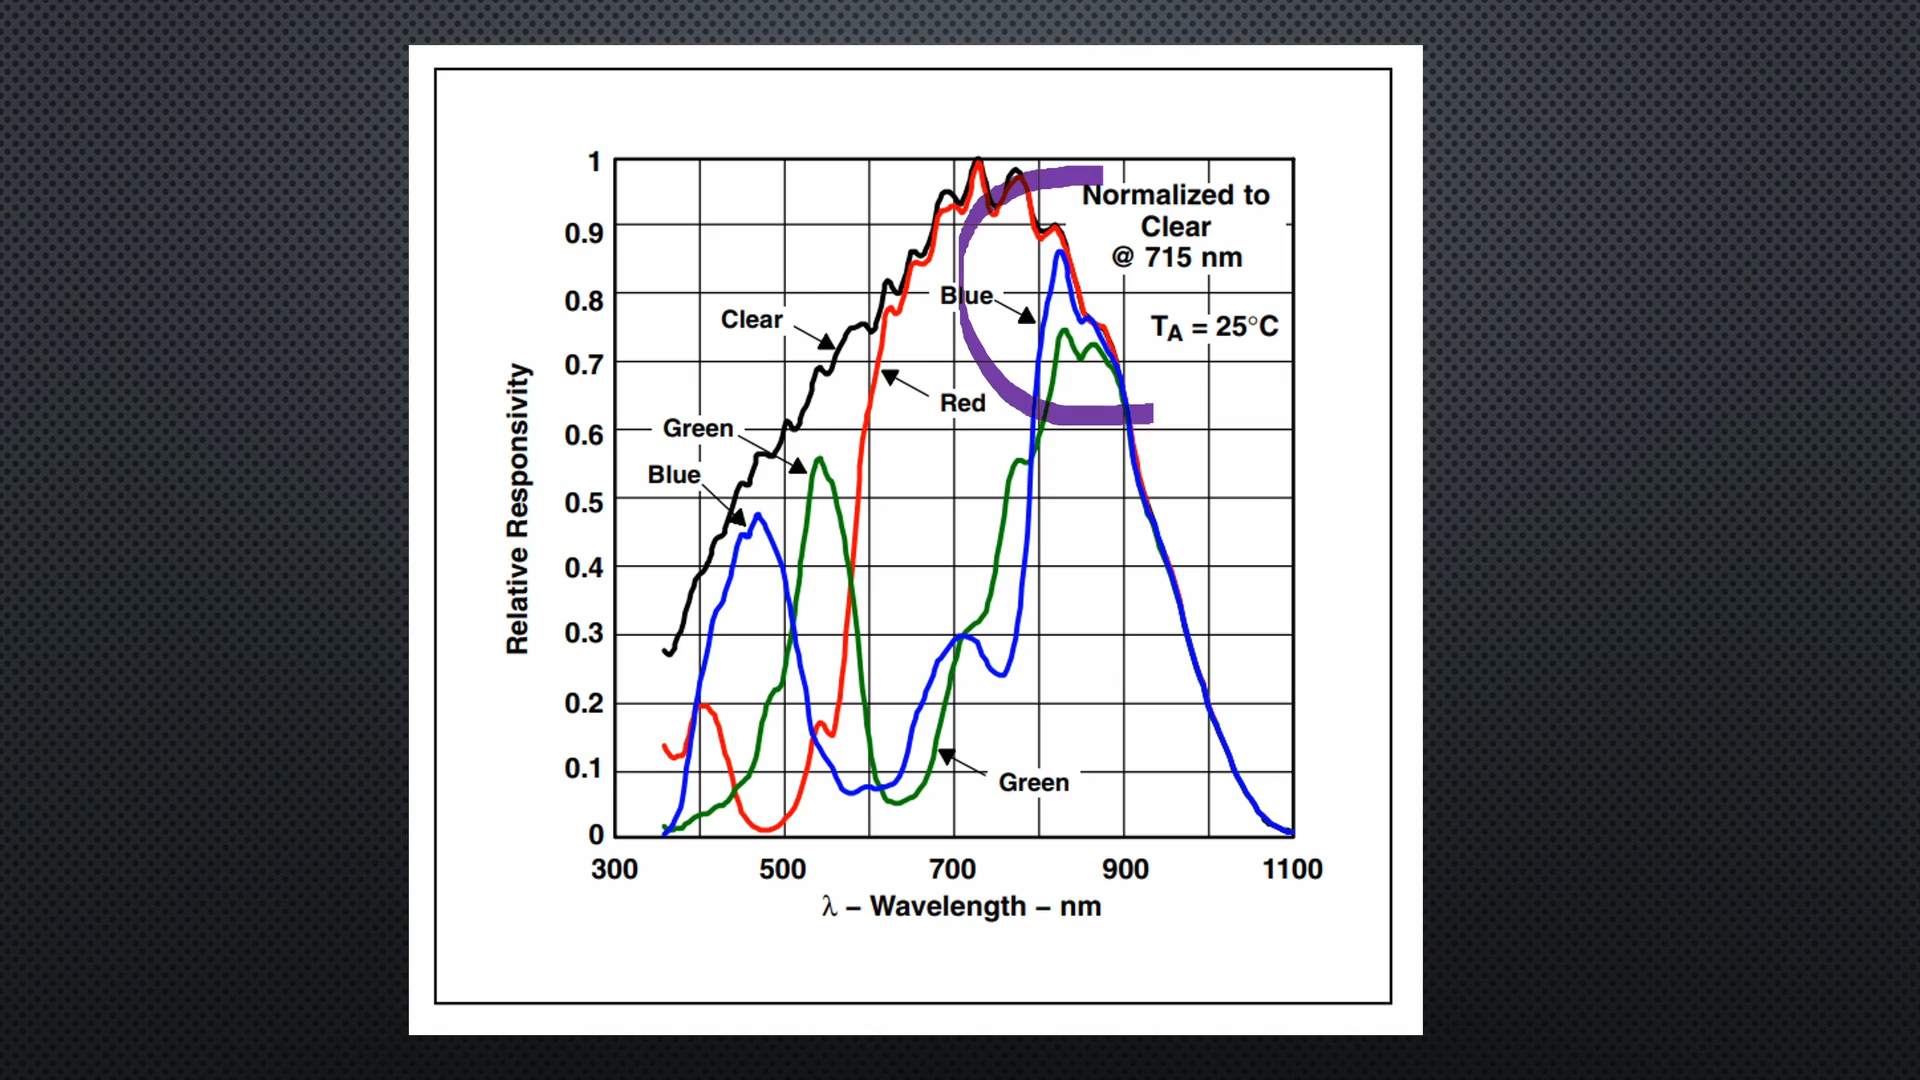 1
0.9
0.8
0.7
0.6
0.5
0.4
0.3
0.2
0.1
0
Relative Responsivity
Normalized to
Clear
@ 715 nm
Blue
Clear
T_A = 25°C
Red
Green
Blue
Green
300 500 700 900 1100
λ – Wavelength – nm